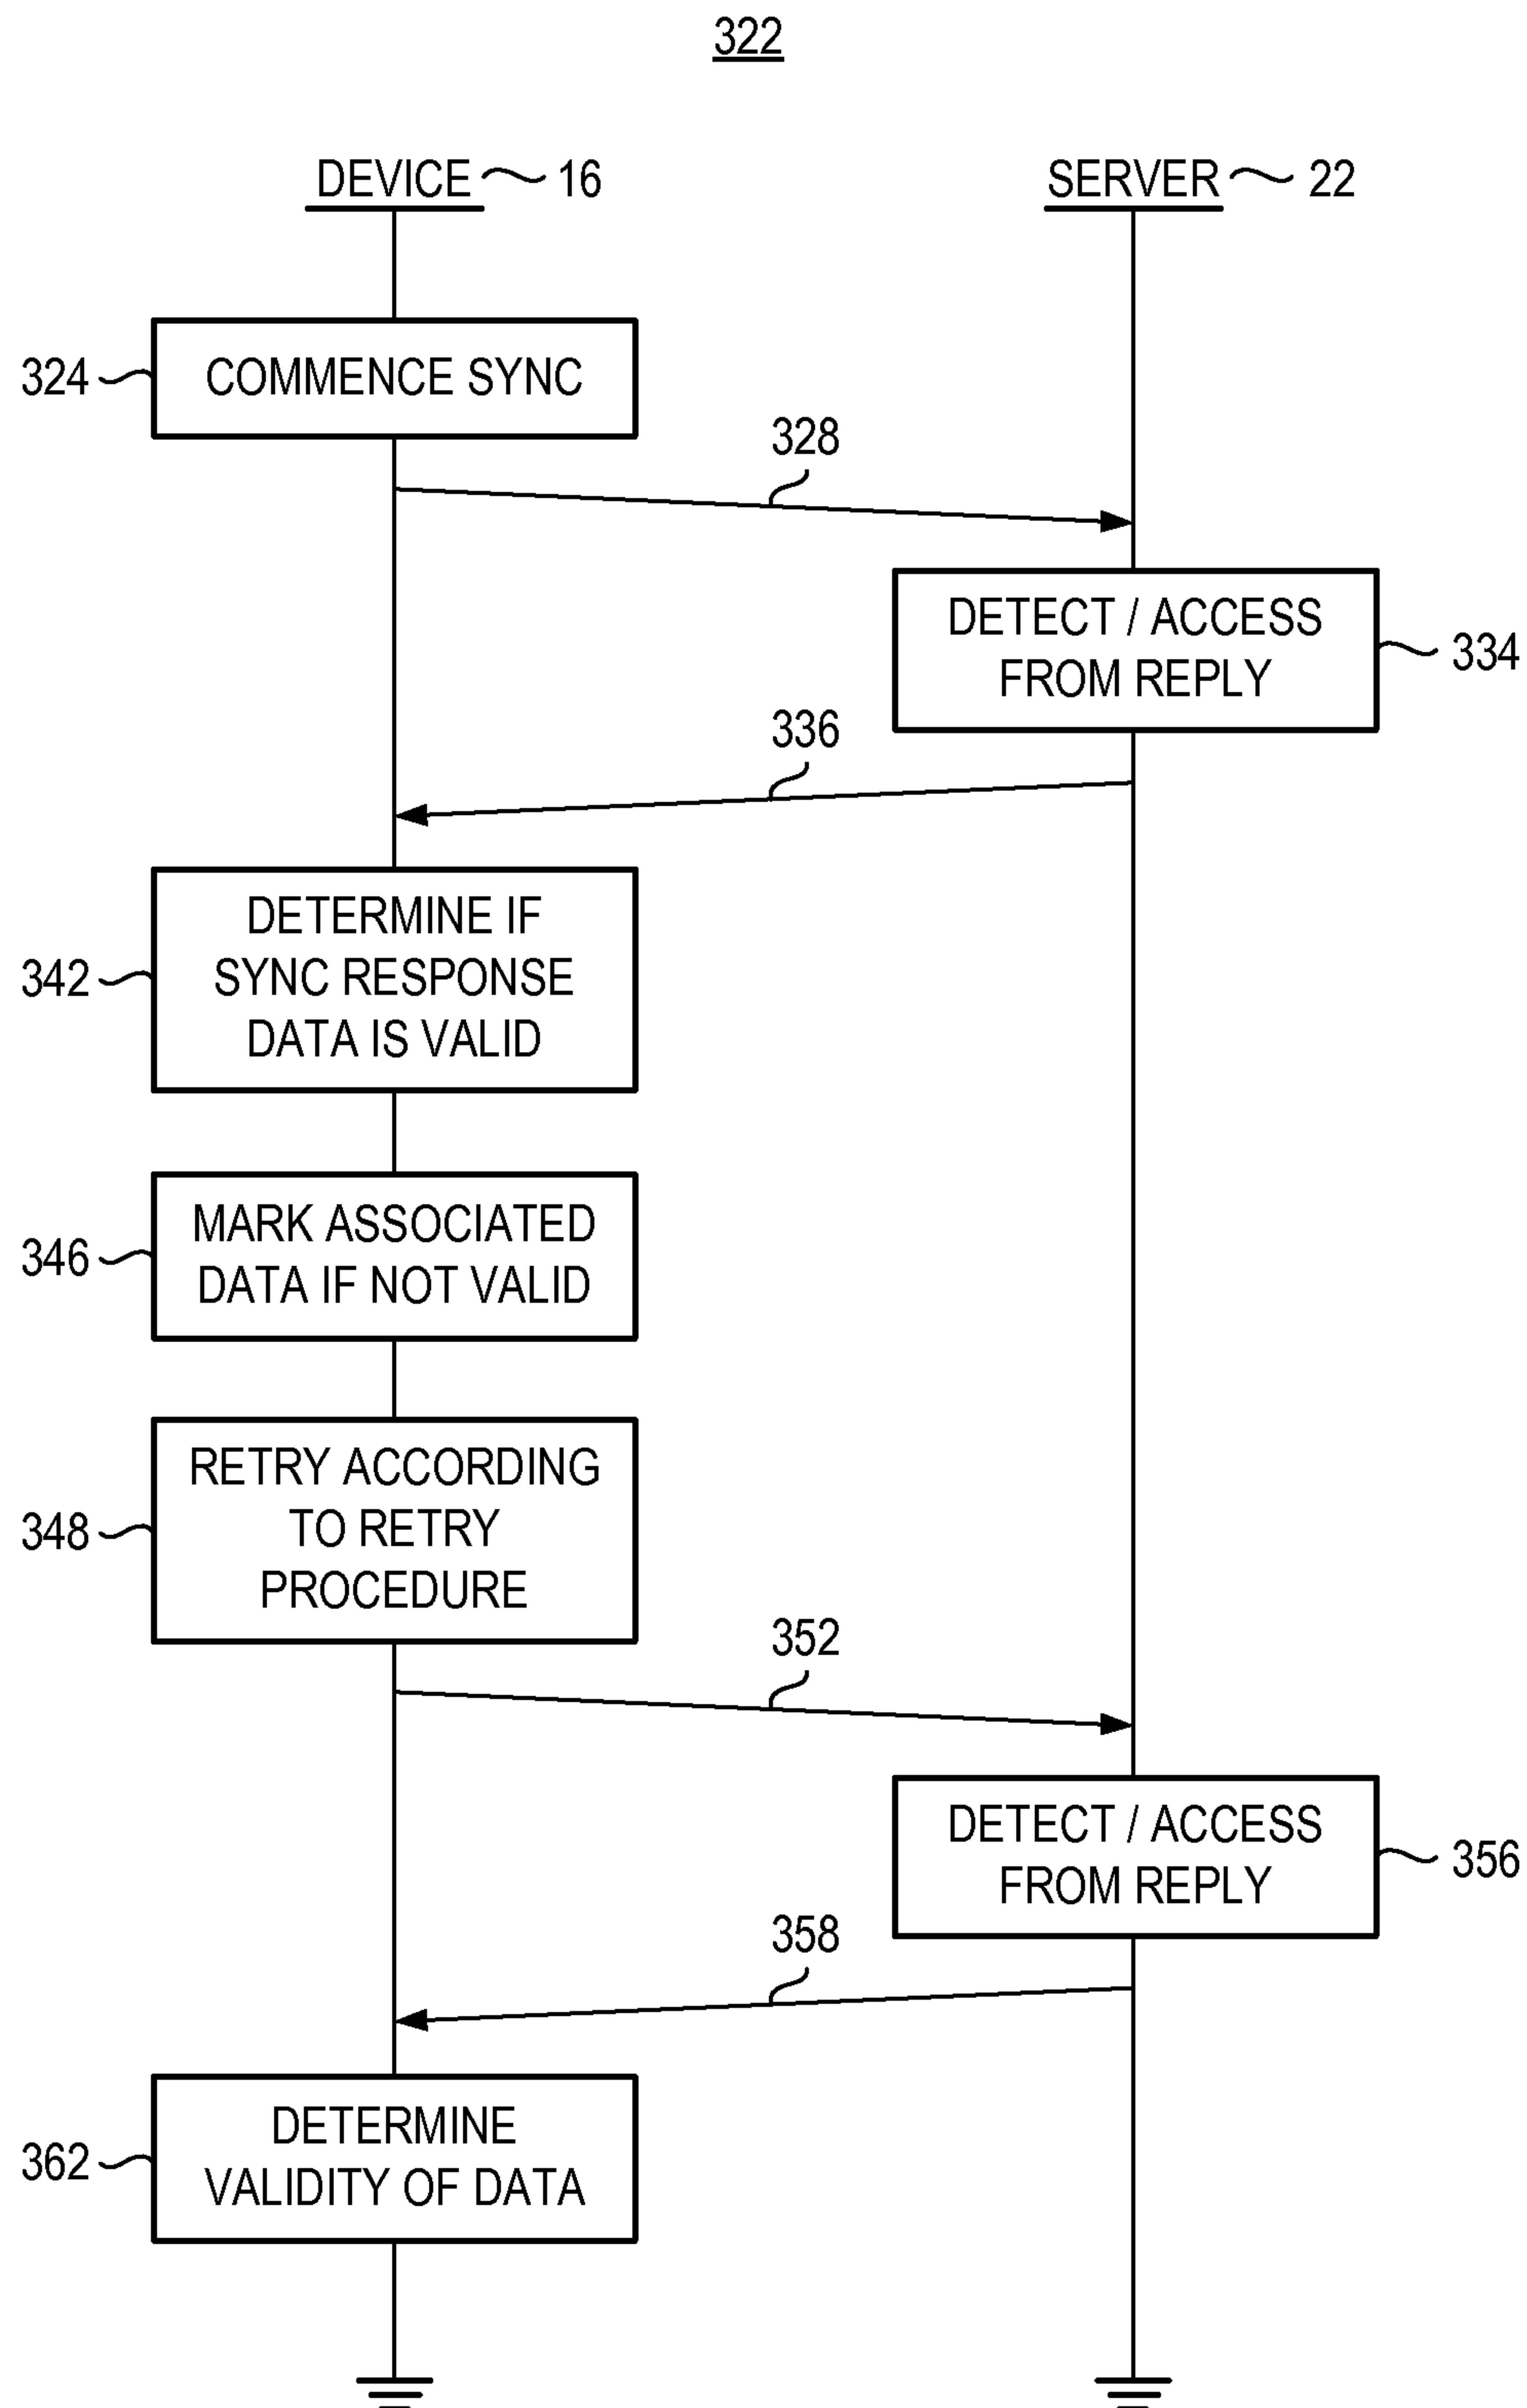 322
DEVICE 16
SERVER 22
324
COMMENCE SYNC
328
DETECT / ACCESS
FROM REPLY
334
336
342
DETERMINE IF
SYNC RESPONSE
DATA IS VALID
346
MARK ASSOCIATED
DATA IF NOT VALID
348
RETRY ACCORDING
TO RETRY
PROCEDURE
352
DETECT / ACCESS
FROM REPLY
356
358
362
DETERMINE
VALIDITY OF DATA